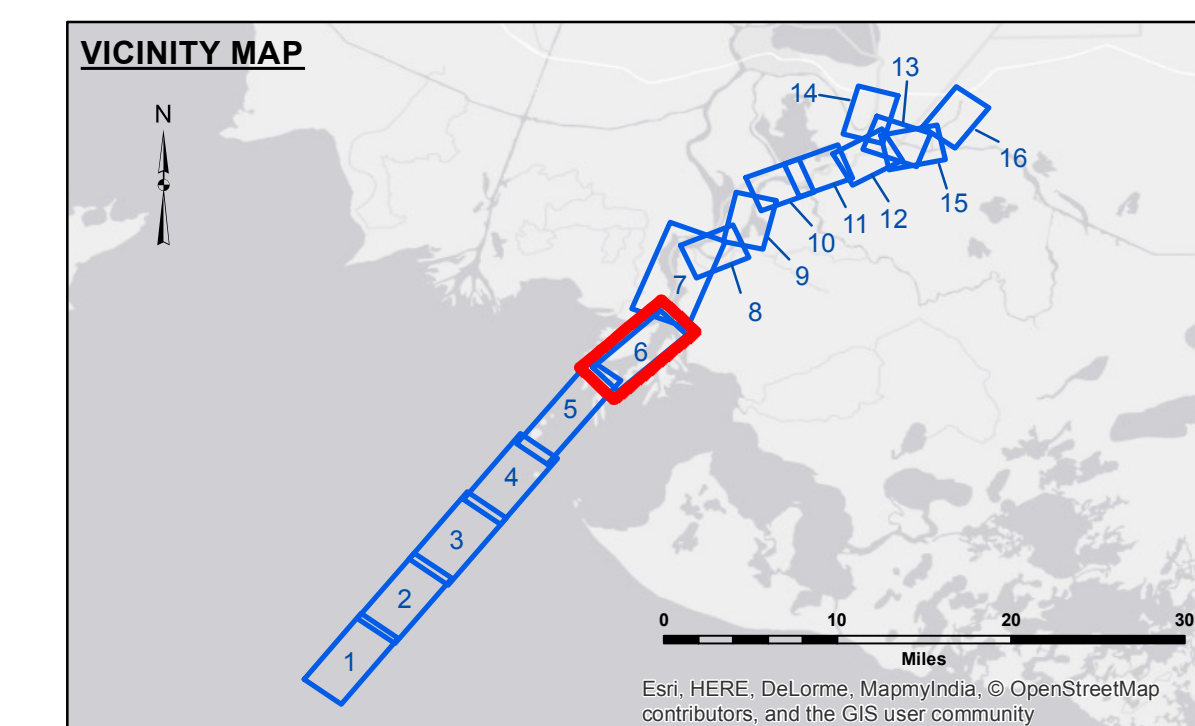 VICINITY MAP
N
13
14
16
15
12
11
10
9
7
8
6
5
4
3
2
1
0 10 20 30
Miles
Esri, HERE, DeLorme, MapmyIndia, © OpenStreetMap
contributors, and the GIS user community